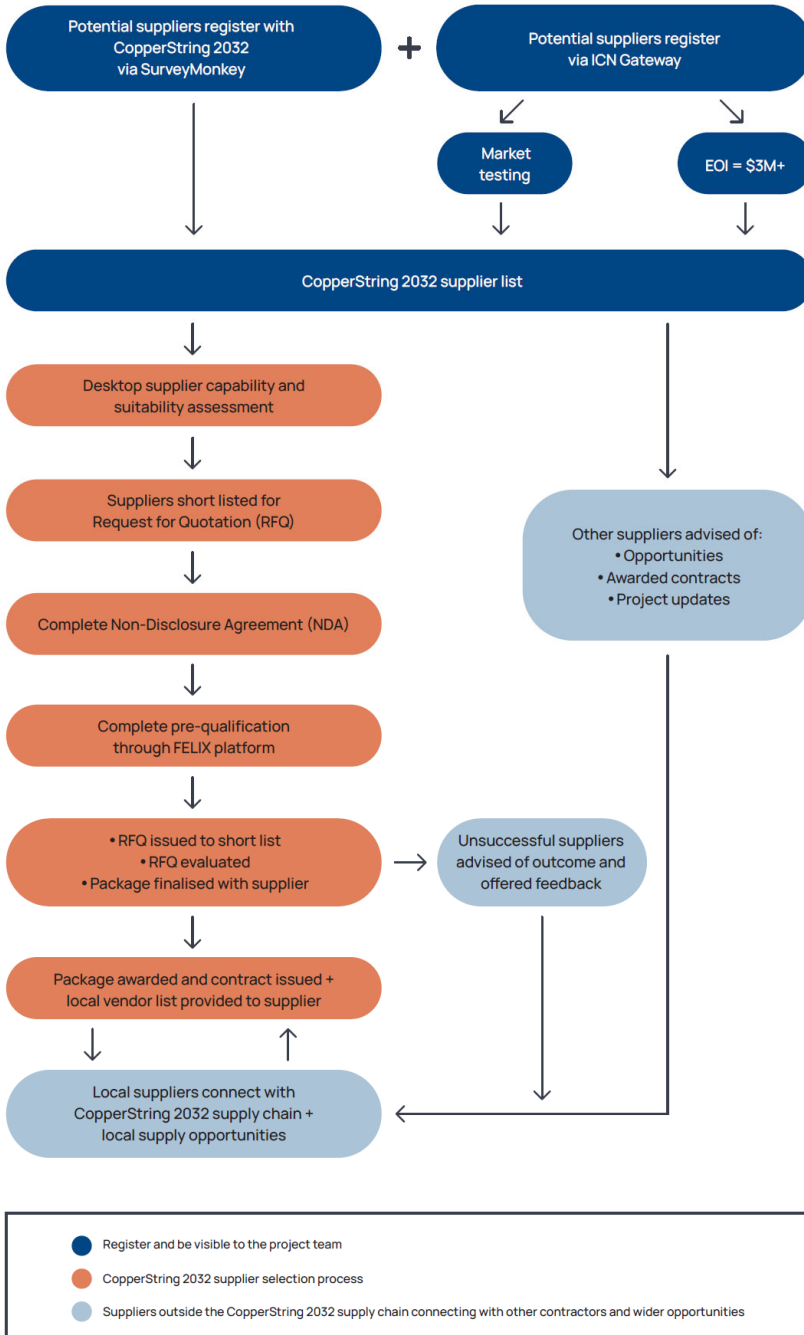 Potential suppliers register with
CopperString 2032
via SurveyMonkey
+
Potential suppliers register
via ICN Gateway
Market
testing
EOI = $3M+
CopperString 2032 supplier list
Desktop supplier capability and
suitability assessment
Suppliers short listed for
Request for Quotation (RFQ)
Other suppliers advised of:
• Opportunities
• Awarded contracts
• Project updates
Complete Non-Disclosure Agreement (NDA)
Complete pre-qualification
through FELIX platform
• RFQ issued to short list
• RFQ evaluated
• Package finalised with supplier
Unsuccessful suppliers
advised of outcome and
offered feedback
Package awarded and contract issued +
local vendor list provided to supplier
Local suppliers connect with
CopperString 2032 supply chain +
local supply opportunities
Register and be visible to the project team
CopperString 2032 supplier selection process
Suppliers outside the CopperString 2032 supply chain connecting with other contractors and wider opportunities